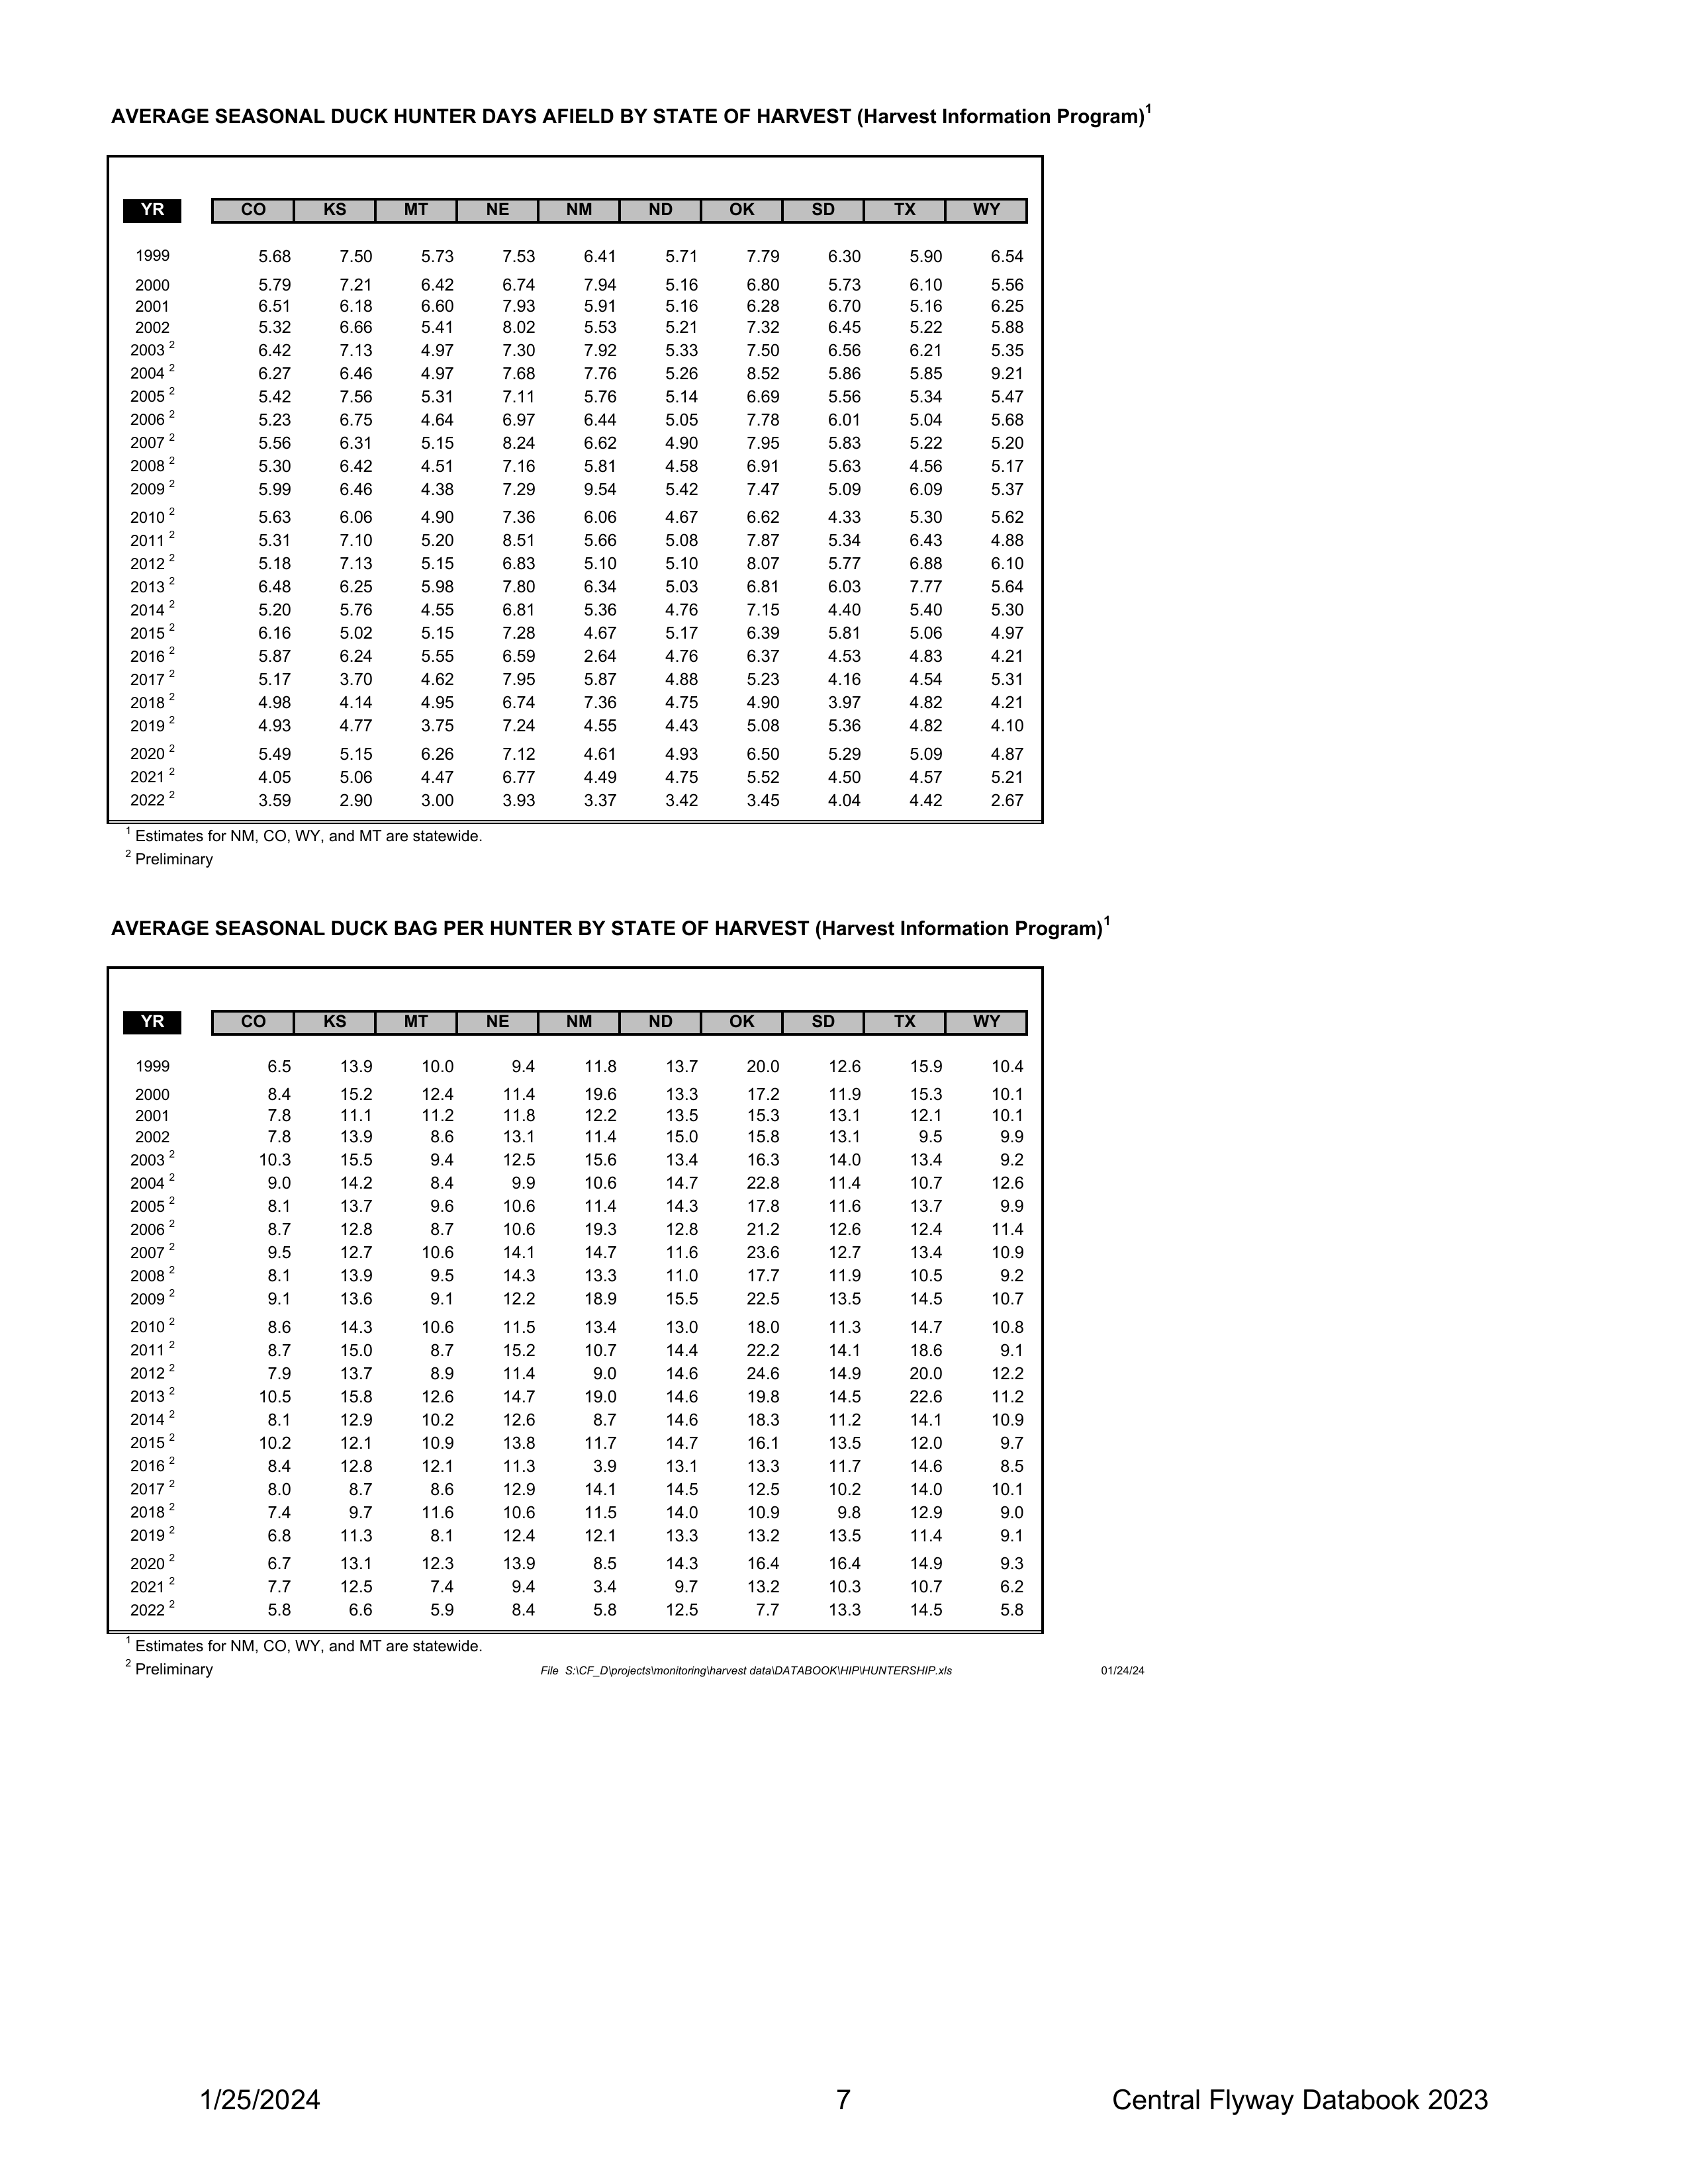 AVERAGE SEASONAL DUCK HUNTER DAYS AFIELD BY STATE OF HARVEST (Harvest Information Program)1
YR CO KS MT NE NM ND OK SD TX WY
1999 5.68 7.50 5.73 7.53 6.41 5.71 7.79 6.30 5.90 6.54
2000 5.79 7.21 6.42 6.74 7.94 5.16 6.80 5.73 6.10 5.56
2001 6.51 6.18 6.60 7.93 5.91 5.16 6.28 6.70 5.16 6.25
2002 5.32 6.66 5.41 8.02 5.53 5.21 7.32 6.45 5.22 5.88
2003 2 6.42 7.13 4.97 7.30 7.92 5.33 7.50 6.56 6.21 5.35
2004 2 6.27 6.46 4.97 7.68 7.76 5.26 8.52 5.86 5.85 9.21
2005 2 5.42 7.56 5.31 7.11 5.76 5.14 6.69 5.56 5.34 5.47
2006 2 5.23 6.75 4.64 6.97 6.44 5.05 7.78 6.01 5.04 5.68
2007 2 5.56 6.31 5.15 8.24 6.62 4.90 7.95 5.83 5.22 5.20
2008 2 5.30 6.42 4.51 7.16 5.81 4.58 6.91 5.63 4.56 5.17
2009 2 5.99 6.46 4.38 7.29 9.54 5.42 7.47 5.09 6.09 5.37
2010 2 5.63 6.06 4.90 7.36 6.06 4.67 6.62 4.33 5.30 5.62
2011 2 5.31 7.10 5.20 8.51 5.66 5.08 7.87 5.34 6.43 4.88
2012 2 5.18 7.13 5.15 6.83 5.10 5.10 8.07 5.77 6.88 6.10
2013 2 6.48 6.25 5.98 7.80 6.34 5.03 6.81 6.03 7.77 5.64
2014 2 5.20 5.76 4.55 6.81 5.36 4.76 7.15 4.40 5.40 5.30
2015 2 6.16 5.02 5.15 7.28 4.67 5.17 6.39 5.81 5.06 4.97
2016 2 5.87 6.24 5.55 6.59 2.64 4.76 6.37 4.53 4.83 4.21
2017 2 5.17 3.70 4.62 7.95 5.87 4.88 5.23 4.16 4.54 5.31
2018 2 4.98 4.14 4.95 6.74 7.36 4.75 4.90 3.97 4.82 4.21
2019 2 4.93 4.77 3.75 7.24 4.55 4.43 5.08 5.36 4.82 4.10
2020 2 5.49 5.15 6.26 7.12 4.61 4.93 6.50 5.29 5.09 4.87
2021 2 4.05 5.06 4.47 6.77 4.49 4.75 5.52 4.50 4.57 5.21
2022 2 3.59 2.90 3.00 3.93 3.37 3.42 3.45 4.04 4.42 2.67
1 Estimates for NM, CO, WY, and MT are statewide.
2 Preliminary
AVERAGE SEASONAL DUCK BAG PER HUNTER BY STATE OF HARVEST (Harvest Information Program)1
YR CO KS MT NE NM ND OK SD TX WY
1999 6.5 13.9 10.0 9.4 11.8 13.7 20.0 12.6 15.9 10.4
2000 8.4 15.2 12.4 11.4 19.6 13.3 17.2 11.9 15.3 10.1
2001 7.8 11.1 11.2 11.8 12.2 13.5 15.3 13.1 12.1 10.1
2002 7.8 13.9 8.6 13.1 11.4 15.0 15.8 13.1 9.5 9.9
2003 2 10.3 15.5 9.4 12.5 15.6 13.4 16.3 14.0 13.4 9.2
2004 2 9.0 14.2 8.4 9.9 10.6 14.7 22.8 11.4 10.7 12.6
2005 2 8.1 13.7 9.6 10.6 11.4 14.3 17.8 11.6 13.7 9.9
2006 2 8.7 12.8 8.7 10.6 19.3 12.8 21.2 12.6 12.4 11.4
2007 2 9.5 12.7 10.6 14.1 14.7 11.6 23.6 12.7 13.4 10.9
2008 2 8.1 13.9 9.5 14.3 13.3 11.0 17.7 11.9 10.5 9.2
2009 2 9.1 13.6 9.1 12.2 18.9 15.5 22.5 13.5 14.5 10.7
2010 2 8.6 14.3 10.6 11.5 13.4 13.0 18.0 11.3 14.7 10.8
2011 2 8.7 15.0 8.7 15.2 10.7 14.4 22.2 14.1 18.6 9.1
2012 2 7.9 13.7 8.9 11.4 9.0 14.6 24.6 14.9 20.0 12.2
2013 2 10.5 15.8 12.6 14.7 19.0 14.6 19.8 14.5 22.6 11.2
2014 2 8.1 12.9 10.2 12.6 8.7 14.6 18.3 11.2 14.1 10.9
2015 2 10.2 12.1 10.9 13.8 11.7 14.7 16.1 13.5 12.0 9.7
2016 2 8.4 12.8 12.1 11.3 3.9 13.1 13.3 11.7 14.6 8.5
2017 2 8.0 8.7 8.6 12.9 14.1 14.5 12.5 10.2 14.0 10.1
2018 2 7.4 9.7 11.6 10.6 11.5 14.0 10.9 9.8 12.9 9.0
2019 2 6.8 11.3 8.1 12.4 12.1 13.3 13.2 13.5 11.4 9.1
2020 2 6.7 13.1 12.3 13.9 8.5 14.3 16.4 16.4 14.9 9.3
2021 2 7.7 12.5 7.4 9.4 3.4 9.7 13.2 10.3 10.7 6.2
2022 2 5.8 6.6 5.9 8.4 5.8 12.5 7.7 13.3 14.5 5.8
1 Estimates for NM, CO, WY, and MT are statewide.
2 Preliminary File S:\CF_D\projects\monitoring\harvest data\DATABOOK\HIP\HUNTERSHIP.xls 01/24/24
1/25/2024 7 Central Flyway Databook 2023